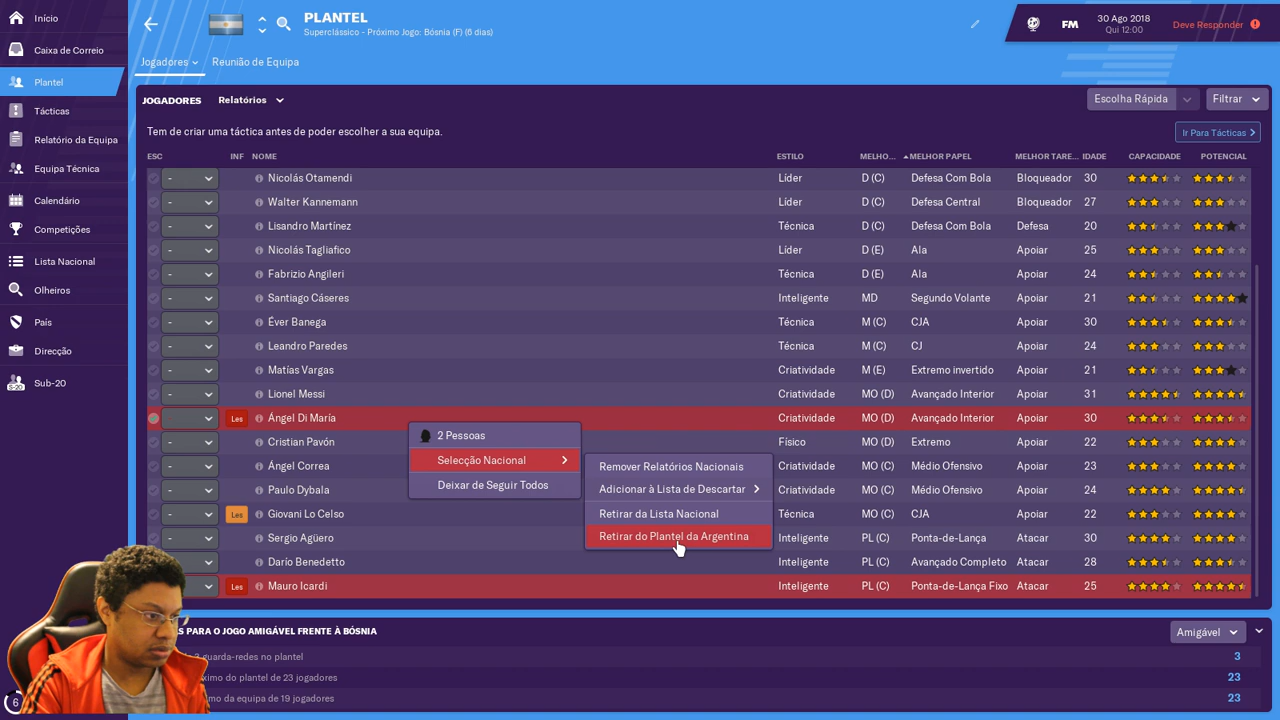 Início
Caixa de Correio
Plantel
Tácticas
Relatório da Equipa
Equipa Técnica
Calendário
Competições
Lista Nacional
Olheiros
País
Direcção
S-20 Sub-20
6
PLANTEL
Superclássico - Próximo Jogo: Bósnia (F) (6 dias)
FM
30 Ago 2018
Qui 12:00
Deve Responder
Jogadores
Reunião de Equipa
JOGADORES
Relatórios
Escolha Rápida
Filtrar
Tem de criar uma táctica antes de poder escolher a sua equipa.
Ir Para Tácticas
ESC INF NOME ESTILO MELHO... MELHOR PAPEL MELHOR TARE... IDADE CAPACIDADE POTENCIAL
- Nicolás Otamendi Líder D (C) Defesa Com Bola Bloqueador 30
- Walter Kannemann Líder D (C) Defesa Central Bloqueador 27
- Lisandro Martínez Técnica D (C) Defesa Com Bola Defesa 20
- Nicolás Tagliafico Líder D (E) Ala Apoiar 25
- Fabrizio Angileri Técnica D (E) Ala Apoiar 24
- Santiago Cáseres Inteligente MD Segundo Volante Apoiar 21
- Éver Banega Técnica M (C) CJA Apoiar 30
- Leandro Paredes Técnica M (C) CJ Apoiar 24
- Matías Vargas Criatividade M (E) Extremo invertido Apoiar 21
- Lionel Messi Criatividade MO (D) Avançado Interior Apoiar 31
Les Ángel Di María Criatividade MO (D) Avançado Interior Apoiar 30
- Cristian Pavón Físico MO (D) Extremo Apoiar 22
- Ángel Correa Criatividade MO (C) Médio Ofensivo Apoiar 23
- Paulo Dybala Criatividade MO (C) Médio Ofensivo Apoiar 24
- Les Giovani Lo Celso Técnica MO (C) CJA Apoiar 22
Sergio Agüero Inteligente PL (C) Ponta-de-Lança Atacar 30
Darío Benedetto Inteligente PL (C) Avançado Completo Atacar 28
Les Mauro Icardi Inteligente PL (C) Ponta-de-Lança Fixo Atacar 25
2 Pessoas
Selecção Nacional
Deixar de Seguir Todos
Remover Relatórios Nacionais
Adicionar à Lista de Descartar
Retirar da Lista Nacional
Retirar do Plantel da Argentina
PARA O JOGO AMIGÁVEL FRENTE À BÓSNIA
Amigável
guarda-redes no plantel 3
do plantel de 23 jogadores 23
da equipa de 19 jogadores 23